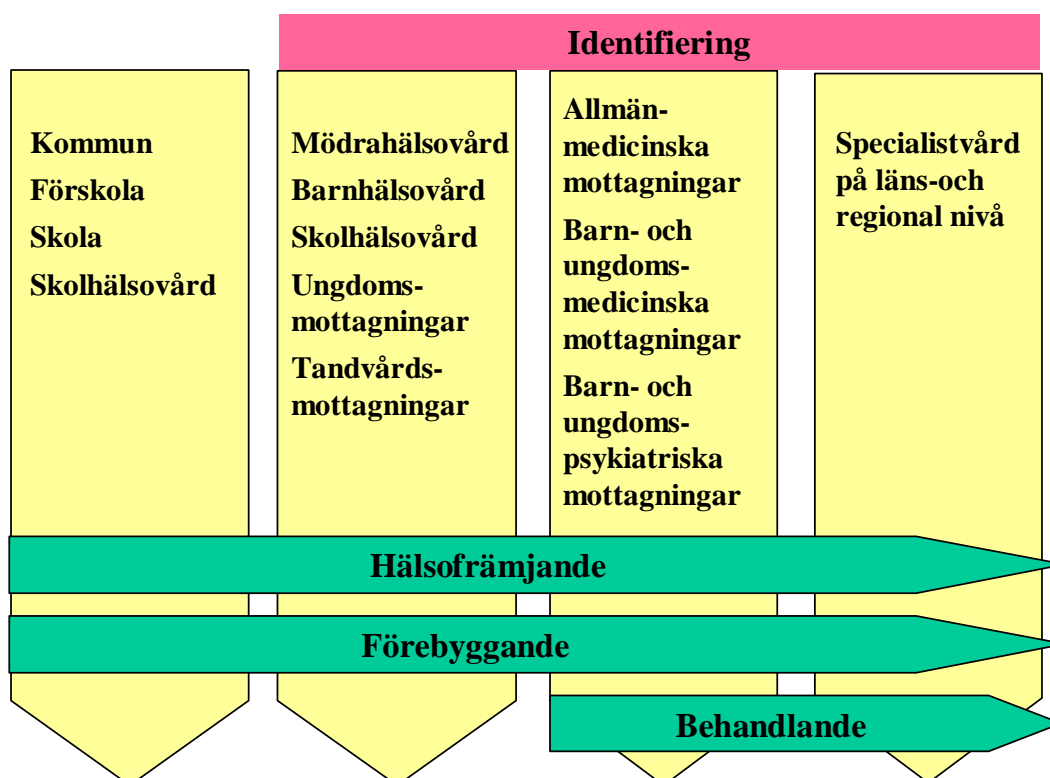 Identifiering
Kommun
Förskola
Skola
Skolhälsovård
Mödrahälsovård
Barnhälsovård
Skolhälsovård
Ungdoms-
mottagningar
Tandvårds-
mottagningar
Allmän-
medicinska
mottagningar
Barn- och
ungdoms-
medicinska
mottagningar
Barn- och
ungdoms-
psykiatriska
mottagningar
Specialistvård
på läns-och
regional nivå
Hälsofrämjande
Förebyggande
Behandlande